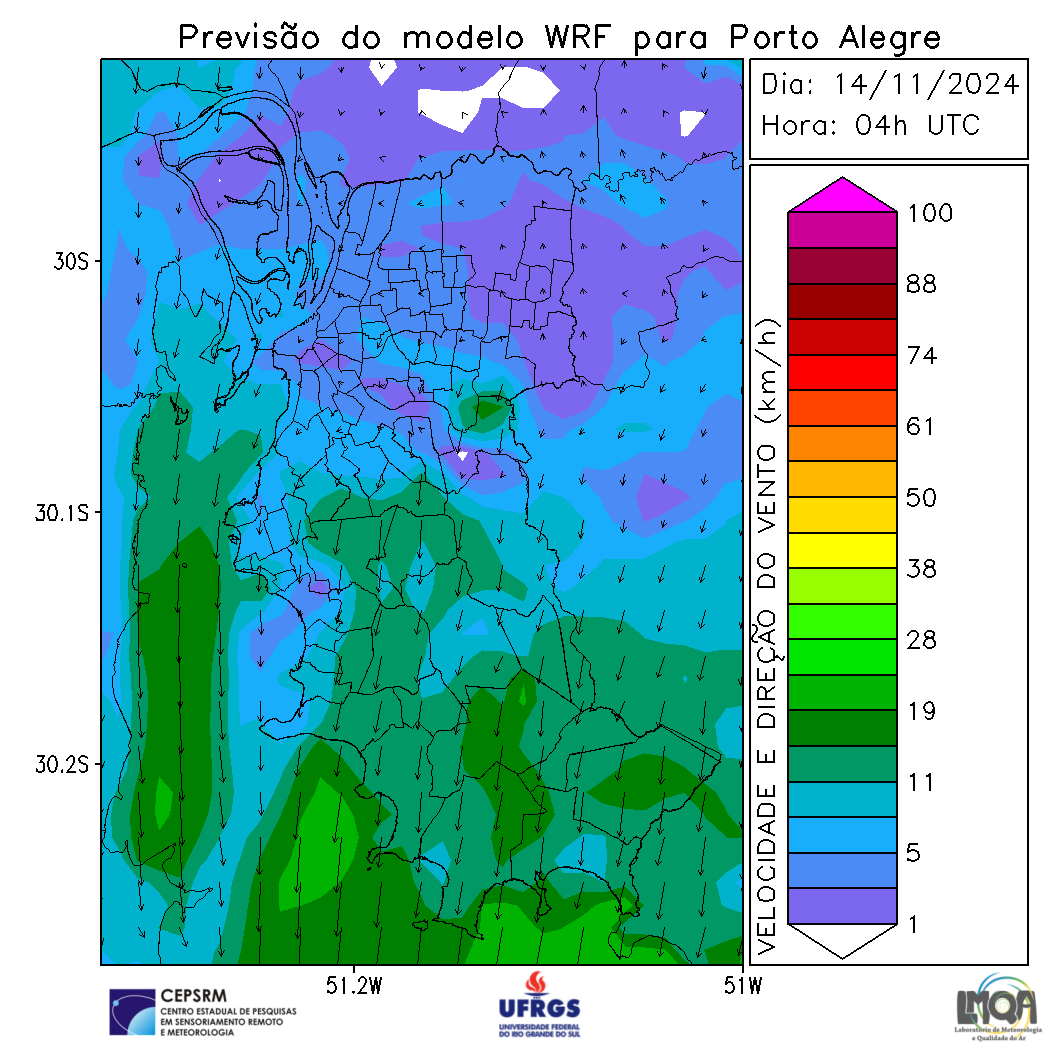 Previsão do modelo WRF para Porto Alegre
Dia: 14/11/2024
Hora: 04h UTC
30S
30.1S
30.2S
51.2W
51W
VELOCIDADE E DIREÇÃO DO VENTO (km/h)
100
88
74
61
50
38
28
19
11
5
1
CEPSRM
CENTRO ESTADUAL DE PESQUISAS
EM SENSORIAMENTO REMOTO
E METEOROLOGIA
UFRGS
UNIVERSIDADE FEDERAL
DO RIO GRANDE DO SUL
LMQA
Laboratório de Meteorologia
e Qualidade do Ar